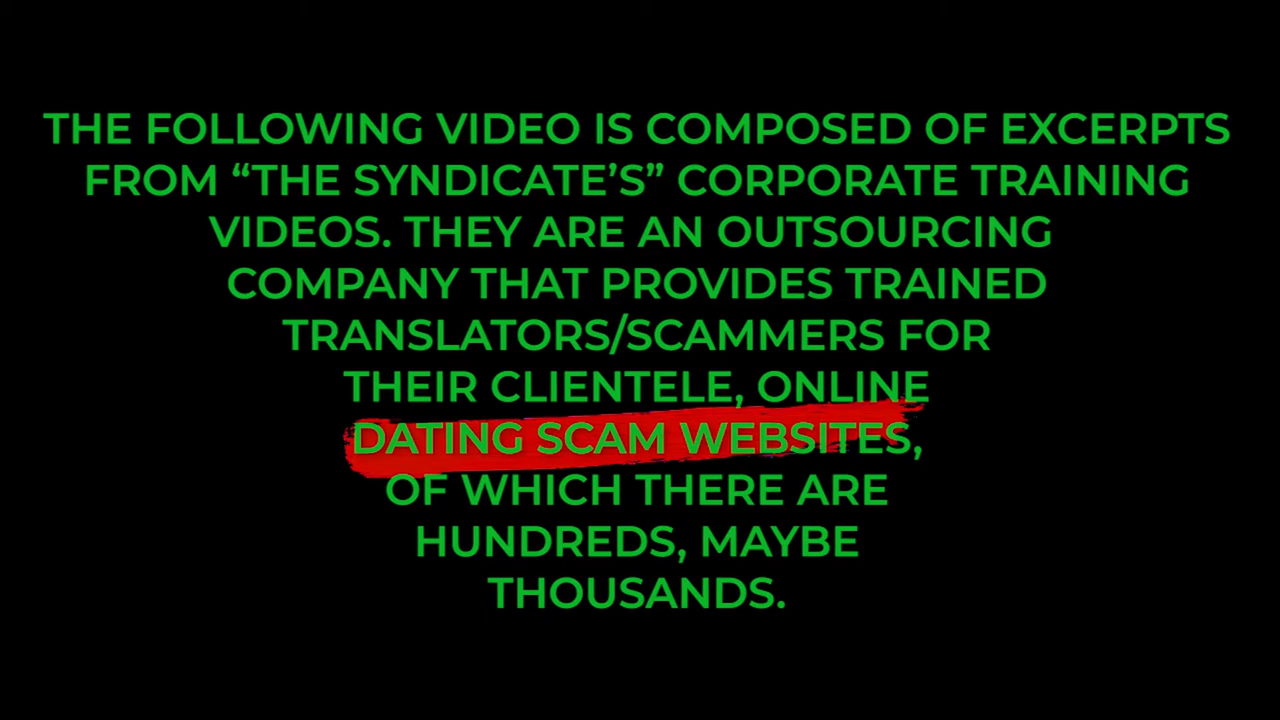 THE FOLLOWING VIDEO IS COMPOSED OF EXCERPTS
FROM “THE SYNDICATE’S” CORPORATE TRAINING
VIDEOS. THEY ARE AN OUTSOURCING
COMPANY THAT PROVIDES TRAINED
TRANSLATORS/SCAMMERS FOR
THEIR CLIENTELE, ONLINE
DATING SCAM WEBSITES,
OF WHICH THERE ARE
HUNDREDS, MAYBE
THOUSANDS.